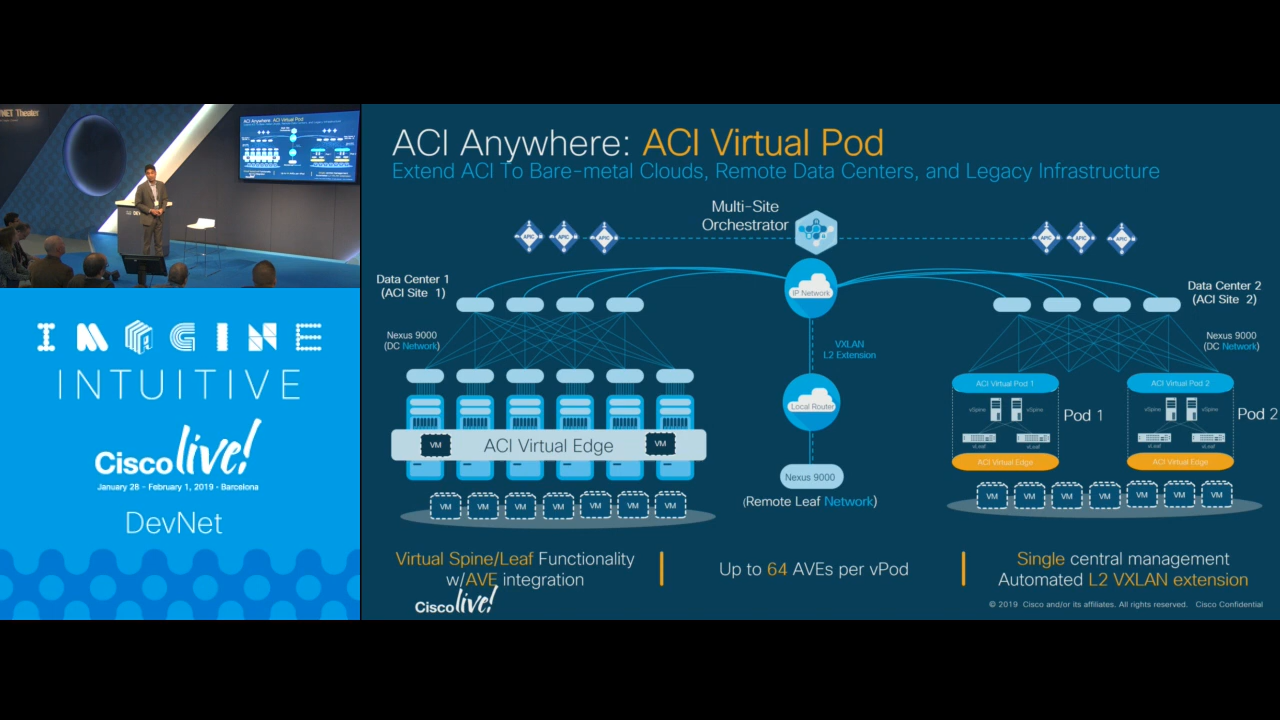 NET Theater
IMAGINE
INTUITIVE
Cisco live!
January 28 - February 1, 2019 · Barcelona
DevNet
ACI Anywhere: ACI Virtual Pod
Extend ACI To Bare-metal Clouds, Remote Data Centers, and Legacy Infrastructure
Multi-Site
Orchestrator
APIC APIC APIC
APIC APIC APIC
Data Center 1
(ACI Site 1)
IP Network
Data Center 2
(ACI Site 2)
Nexus 9000
(DC Network)
VXLAN
L2 Extension
Nexus 9000
(DC Network)
ACI Virtual Edge
VM VM
Local Router
Nexus 9000
(Remote Leaf Network)
ACI Virtual Pod 1
vSpine vSpine
vLeaf vLeaf
ACI Virtual Edge
Pod 1
ACI Virtual Pod 2
vSpine vSpine
vLeaf vLeaf
ACI Virtual Edge
Pod 2
VM VM VM VM VM VM VM
VM VM VM VM VM VM VM
Virtual Spine/Leaf Functionality
w/AVE integration
Up to 64 AVEs per vPod
Single central management
Automated L2 VXLAN extension
Cisco live!
© 2019 Cisco and/or its affiliates. All rights reserved. Cisco Confidential